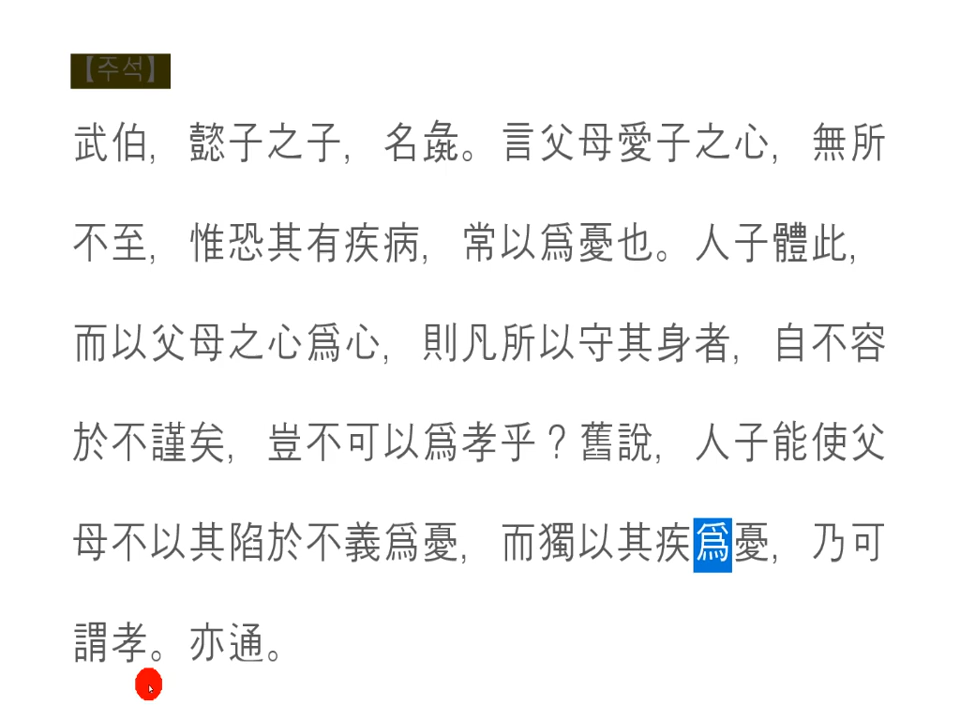 【주석】
武伯, 懿子之子, 名彘。言父母愛子之心, 無所
不至, 惟恐其有疾病, 常以爲憂也。人子體此,
而以父母之心爲心, 則凡所以守其身者, 自不容
於不謹矣, 豈不可以爲孝乎？舊說, 人子能使父
母不以其陷於不義爲憂, 而獨以其疾爲憂, 乃可
謂孝。亦通。